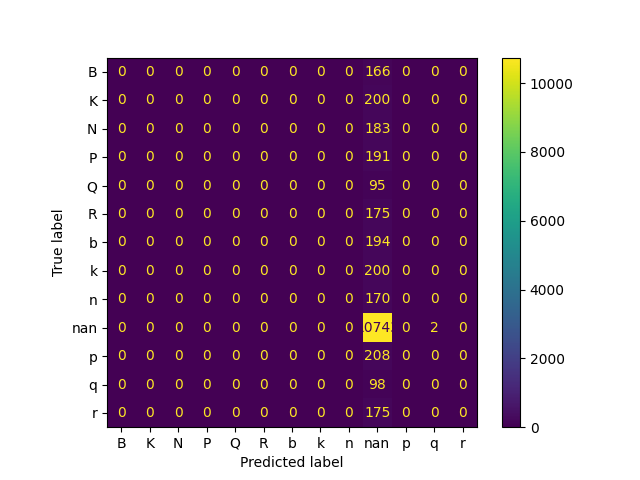 B 0 0 0 0 0 0 0 0 0 166 0 0 0
K 0 0 0 0 0 0 0 0 0 200 0 0 0
N 0 0 0 0 0 0 0 0 0 183 0 0 0
P 0 0 0 0 0 0 0 0 0 191 0 0 0
Q 0 0 0 0 0 0 0 0 0 95 0 0 0
R 0 0 0 0 0 0 0 0 0 175 0 0 0
b 0 0 0 0 0 0 0 0 0 194 0 0 0
k 0 0 0 0 0 0 0 0 0 200 0 0 0
n 0 0 0 0 0 0 0 0 0 170 0 0 0
nan 0 0 0 0 0 0 0 0 0 074 0 2 0
p 0 0 0 0 0 0 0 0 0 208 0 0 0
q 0 0 0 0 0 0 0 0 0 98 0 0 0
r 0 0 0 0 0 0 0 0 0 175 0 0 0
B K N P Q R b k n nan p q r
Predicted label
True label
10000
8000
6000
4000
2000
0